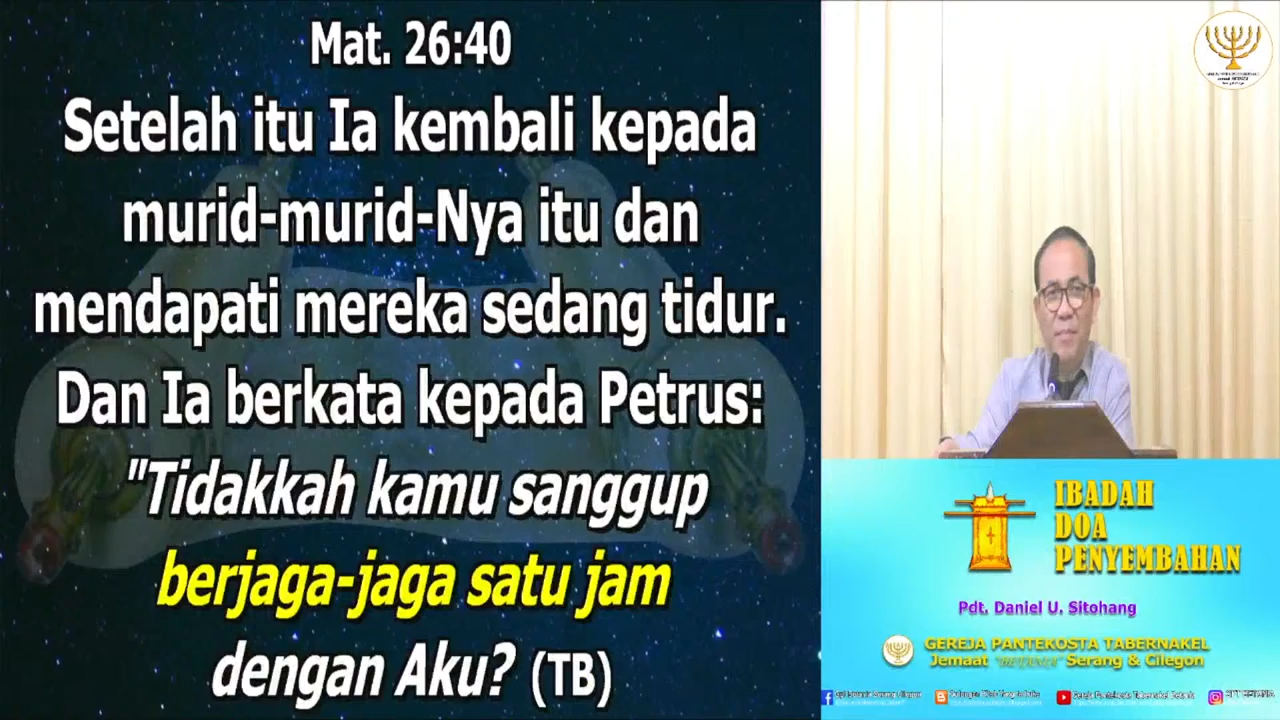 Mat. 26:40
Setelah itu Ia kembali kepada
murid-murid-Nya itu dan
mendapati mereka sedang tidur.
Dan Ia berkata kepada Petrus:
"Tidakkah kamu sanggup
berjaga-jaga satu jam
dengan Aku? (TB)
IBADAH
DOA
PENYEMBAHAN
Pdt. Daniel U. Sitohang
GEREJA PANTEKOSTA TABERNAKEL
Jemaat "BETANIA" Serang & Cilegon